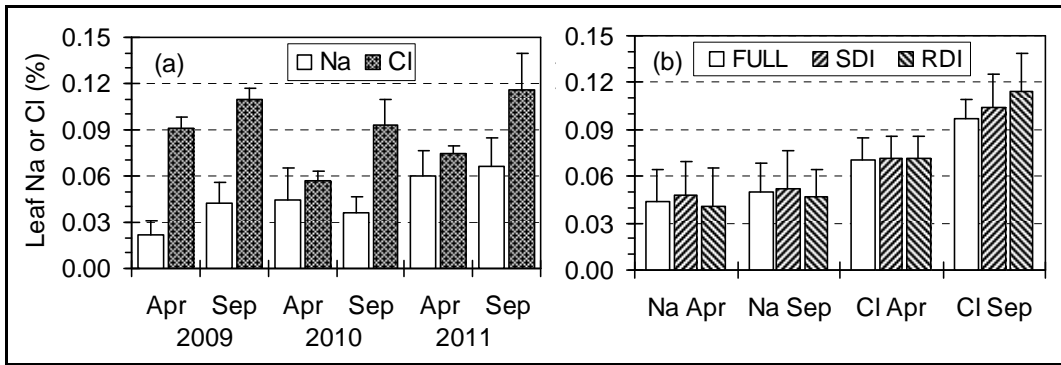 Leaf Na or Cl (%)
0.15
0.12
0.09
0.06
0.03
0.00
(a)
Na Cl
Apr Sep Apr Sep Apr Sep
2009 2010 2011
0.15
0.12
0.09
0.06
0.03
0.00
(b)
FULL SDI RDI
Na Apr Na Sep Cl Apr Cl Sep